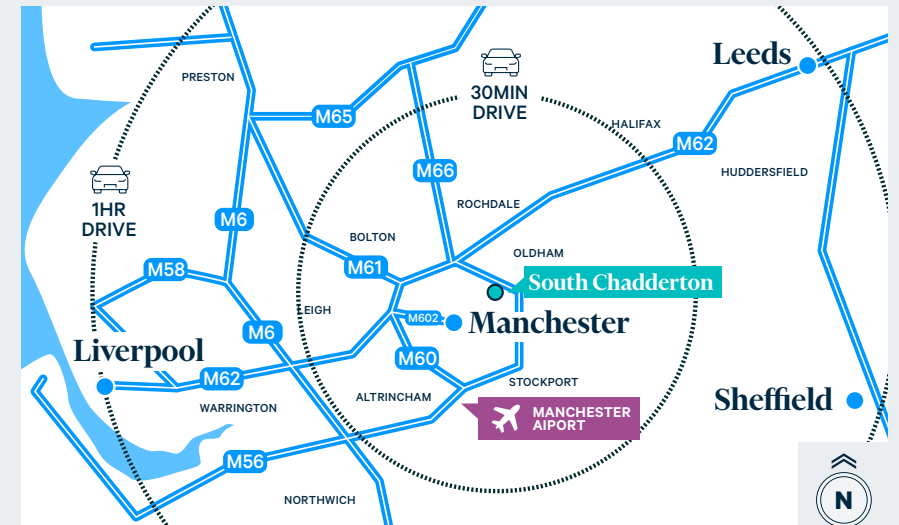 Leeds
PRESTON
30MIN
DRIVE
M65
HALIFAX
M62
M66
HUDDERSFIELD
1HR
DRIVE
M6
ROCHDALE
BOLTON
OLDHAM
M58
M61
South Chadderton
LEIGH
M602
Manchester
M6
Liverpool
M60
M62
STOCKPORT
ALTRINCHAM
WARRINGTON
Sheffield
MANCHESTER
AIPORT
M56
NORTHWICH
N